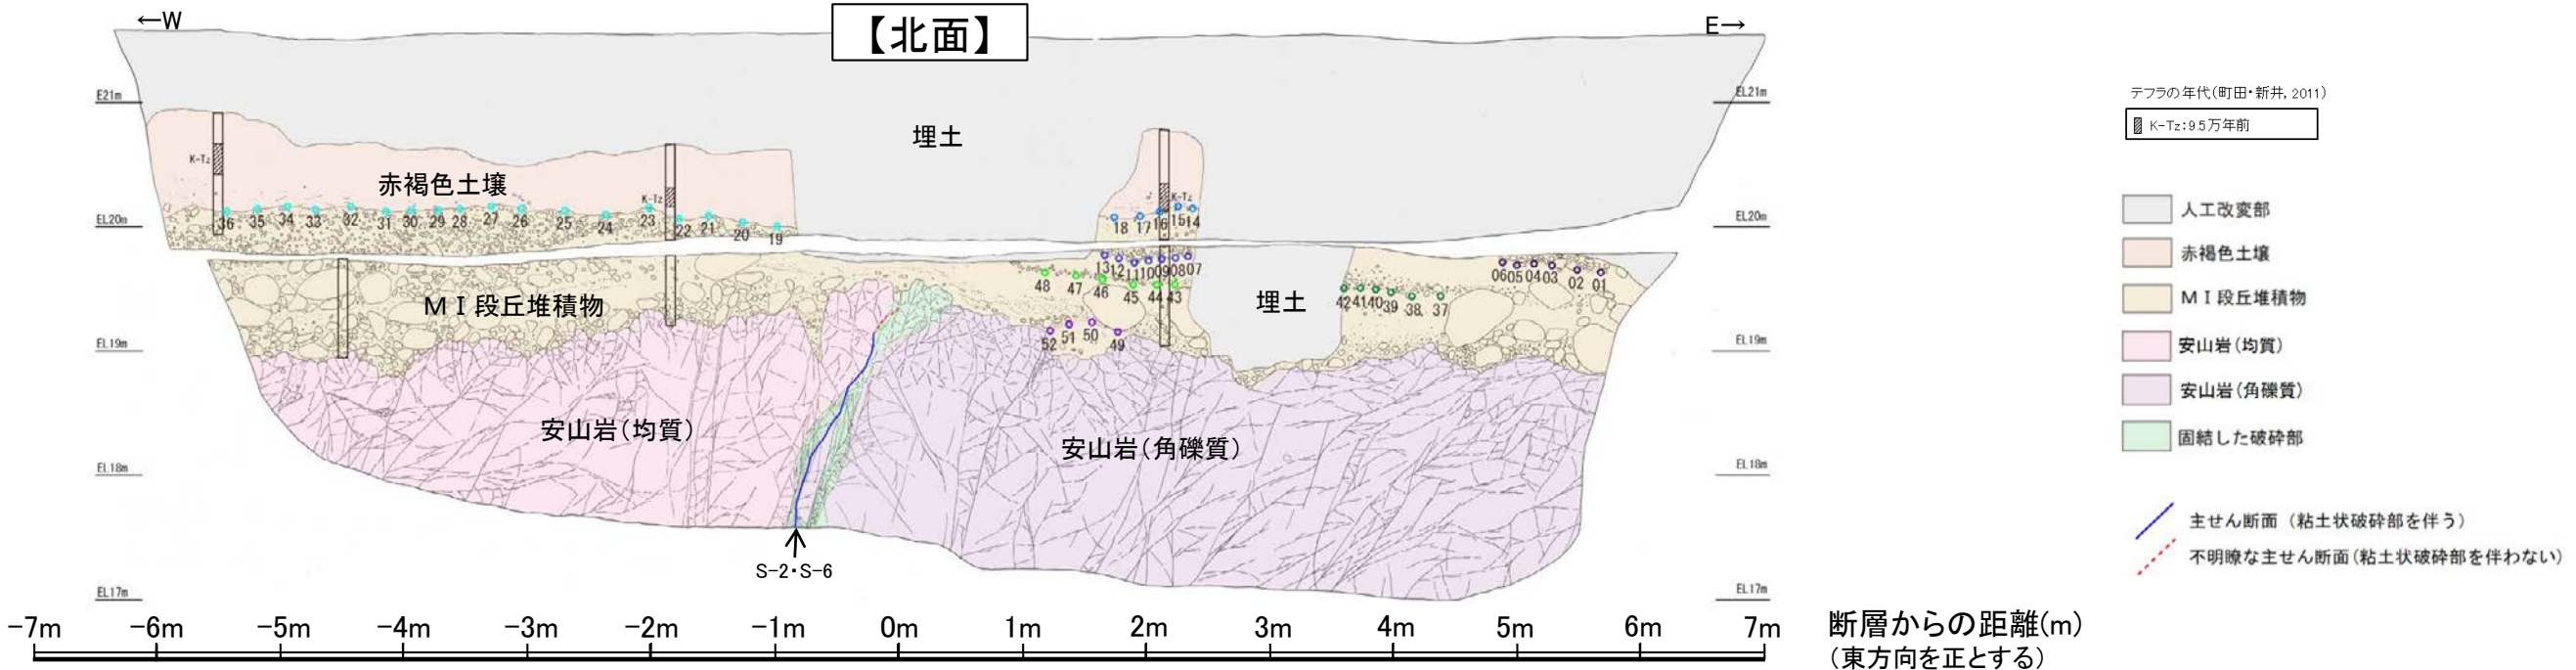 ←W
【北面】
E→
E21m
EL21m
埋土
K-Tz
赤褐色土壌
K-Tz
K-Tz
EL20m
36 35 34 33 32 31 30 29 28 27 26 25 24 23 22 21 20 19
18 17 16 15 14
EL20m
13 12 11 10 09 08 07
06 05 04 03 02 01
48 47 46 45 44 43
42 41 40 39 38 37
ＭⅠ段丘堆積物
埋土
52 51 50 49
EL19m
EL19m
安山岩(均質)
安山岩(角礫質)
EL18m
EL18m
S-2・S-6
EL17m
EL17m
-7m -6m -5m -4m -3m -2m -1m 0m 1m 2m 3m 4m 5m 6m 7m
断層からの距離(m)
(東方向を正とする)
テフラの年代(町田・新井, 2011)
K-Tz:9.5万年前
人工改変部
赤褐色土壌
ＭⅠ段丘堆積物
安山岩(均質)
安山岩(角礫質)
固結した破砕部
主せん断面 (粘土状破砕部を伴う)
不明瞭な主せん断面(粘土状破砕部を伴わない)